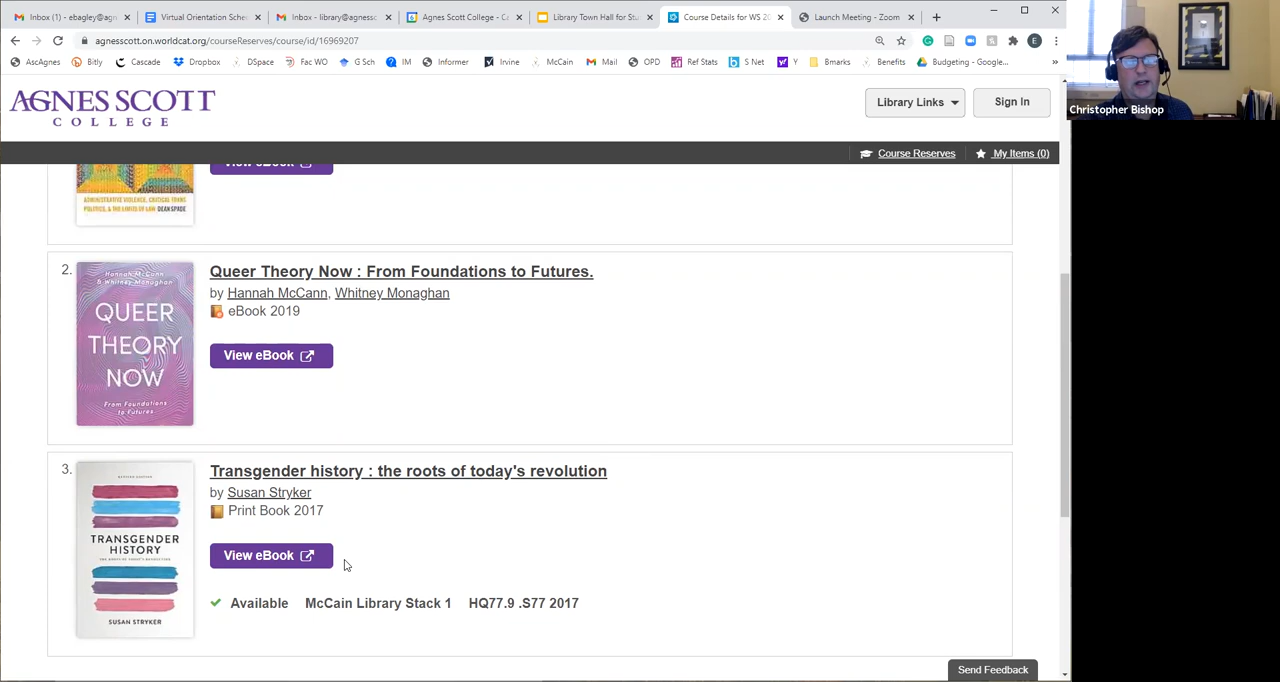 Inbox (1) - ebagley@agnes
Virtual Orientation Sche
Inbox - library@agnessc
Agnes Scott College - Ca
Library Town Hall for Stu
Course Details for WS 20
Launch Meeting - Zoom
agnesscott.on.worldcat.org/courseReserves/course/id/16969207
AscAgnes Bitly Cascade Dropbox DSpace Fac WO G Sch IM Informer Irvine McCain Mail OPD Ref Stats S Net Y Bmarks Benefits Budgeting - Google...
Christopher Bishop
AGNES SCOTT
COLLEGE
Library Links
Sign In
Course Reserves
My Items (0)
View eBook
ADMINISTRATIVE VIOLENCE, CRITICAL TRANS
POLITICS, & THE LIMITS OF LAW DEAN SPADE
2.
Hannah McCann
& Whitney Monaghan
QUEER
THEORY
NOW
From Foundations
to Futures
Queer Theory Now : From Foundations to Futures.
by Hannah McCann, Whitney Monaghan
eBook 2019
View eBook
3.
TRANSGENDER
HISTORY
SUSAN STRYKER
Transgender history : the roots of today's revolution
by Susan Stryker
Print Book 2017
View eBook
Available McCain Library Stack 1 HQ77.9 .S77 2017
Send Feedback